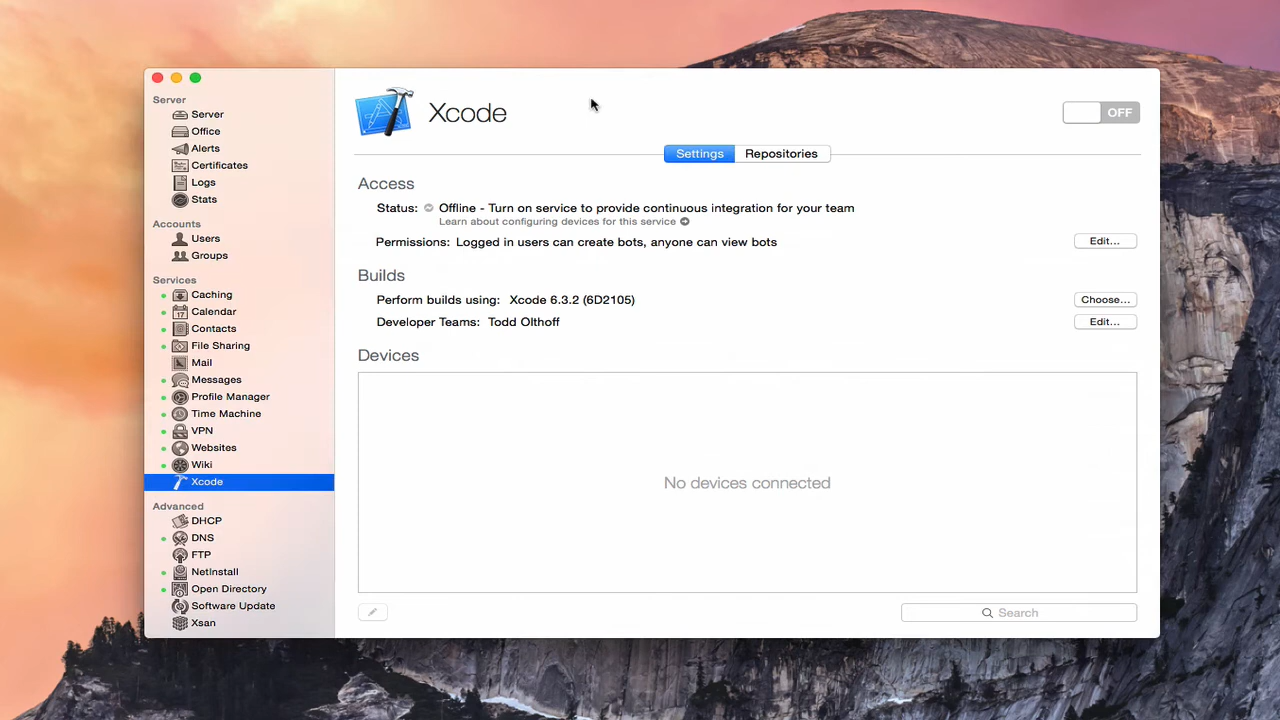 Server
Server
Office
Alerts
Certificates
Logs
Stats
Accounts
Users
Groups
Services
Caching
17 Calendar
Contacts
File Sharing
Mail
Messages
Profile Manager
Time Machine
VPN
Websites
Wiki
Xcode
Advanced
DHCP
DNS
FTP
NetInstall
Open Directory
Software Update
Xsan
Xcode
OFF
Settings Repositories
Access
Status: Offline - Turn on service to provide continuous integration for your team
Learn about configuring devices for this service
Permissions: Logged in users can create bots, anyone can view bots Edit...
Builds
Perform builds using: Xcode 6.3.2 (6D2105) Choose...
Developer Teams: Todd Olthoff Edit...
Devices
No devices connected
Search